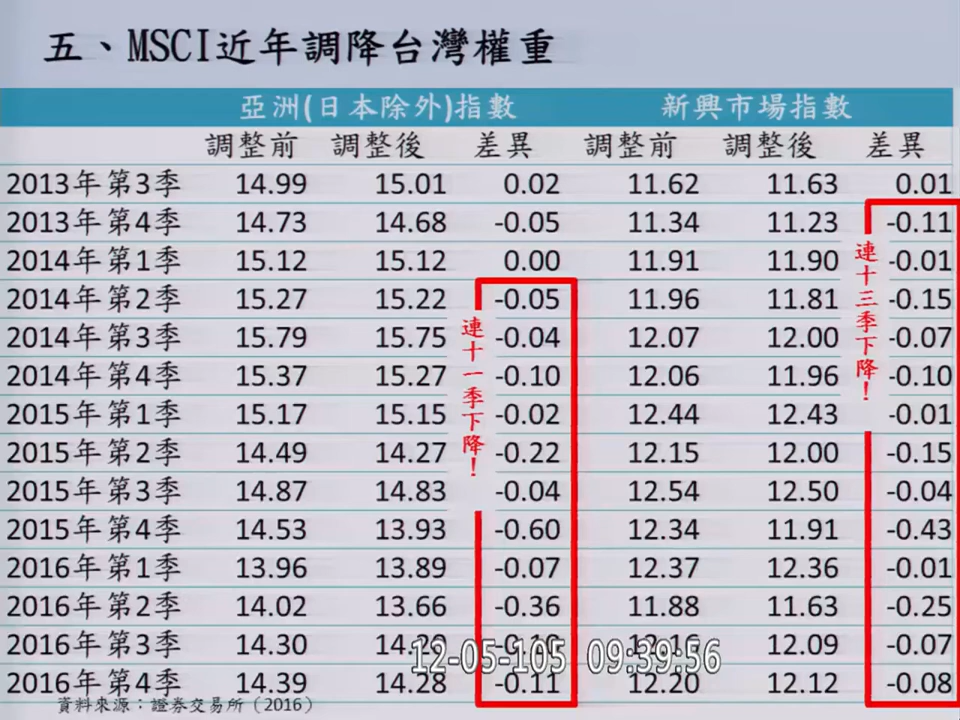 五、MSCI近年調降台灣權重
亞洲(日本除外)指數 新興市場指數
調整前 調整後 差異 調整前 調整後 差異
2013年第3季 14.99 15.01 0.02 11.62 11.63 0.01
2013年第4季 14.73 14.68 -0.05 11.34 11.23 -0.11
2014年第1季 15.12 15.12 0.00 11.91 11.90 -0.01
2014年第2季 15.27 15.22 -0.05 11.96 11.81 -0.15
2014年第3季 15.79 15.75 -0.04 12.07 12.00 -0.07
2014年第4季 15.37 15.27 -0.10 12.06 11.96 -0.10
2015年第1季 15.17 15.15 -0.02 12.44 12.43 -0.01
2015年第2季 14.49 14.27 -0.22 12.15 12.00 -0.15
2015年第3季 14.87 14.83 -0.04 12.54 12.50 -0.04
2015年第4季 14.53 13.93 -0.60 12.34 11.91 -0.43
2016年第1季 13.96 13.89 -0.07 12.37 12.36 -0.01
2016年第2季 14.02 13.66 -0.36 11.88 11.63 -0.25
2016年第3季 14.30 12.09 -0.07
2016年第4季 14.39 14.28 -0.11 12.20 12.12 -0.08
連十一季下降！
連十三季下降！
12-05-105 09:39:56
資料來源：證券交易所（2016）